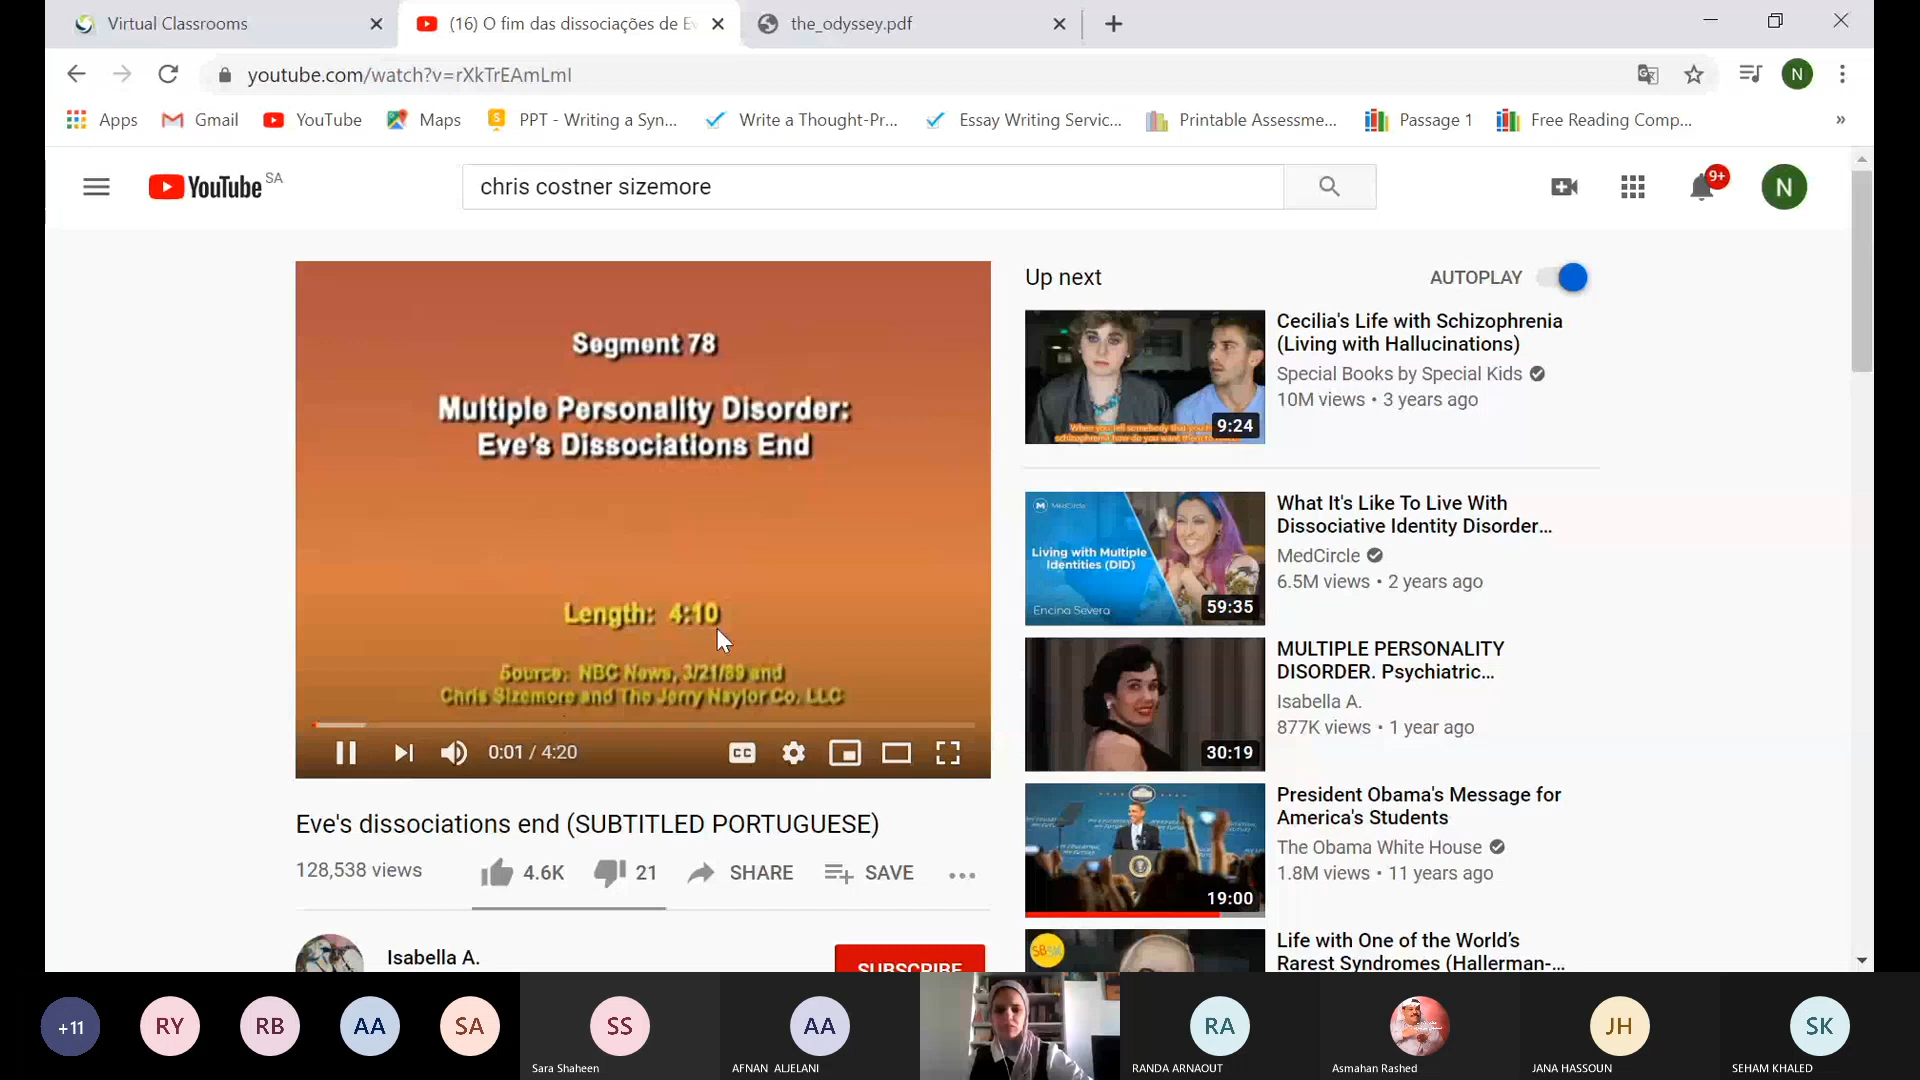 Virtual Classrooms
(16) O fim das dissociações de Ev
the_odyssey.pdf
youtube.com/watch?v=rXkTrEAmLmI
N
Apps
Gmail
YouTube
Maps
PPT - Writing a Syn...
Write a Thought-Pr...
Essay Writing Servic...
Printable Assessme...
Passage 1
Free Reading Comp...
»
YouTube SA
chris costner sizemore
9+
N
Segment 78
Multiple Personality Disorder:
Eve's Dissociations End
Length: 4:10
Source: NBC News, 3/21/89 and
Chris Sizemore and The Jerry Naylor Co. LLC
0:01 / 4:20
CC
Eve's dissociations end (SUBTITLED PORTUGUESE)
128,538 views
4.6K
21
SHARE
SAVE
Isabella A.
SUBSCRIBE
Up next
AUTOPLAY
9:24
Cecilia's Life with Schizophrenia
(Living with Hallucinations)
Special Books by Special Kids
10M views • 3 years ago
MedCircle
Living with Multiple
Identities (DID)
Encina Severa
59:35
What It's Like To Live With
Dissociative Identity Disorder...
MedCircle
6.5M views • 2 years ago
30:19
MULTIPLE PERSONALITY
DISORDER. Psychiatric...
Isabella A.
877K views • 1 year ago
19:00
President Obama's Message for
America's Students
The Obama White House
1.8M views • 11 years ago
SBSK
Life with One of the World's
Rarest Syndromes (Hallerman-...
+11
RY
RB
AA
SA
SS
Sara Shaheen
AA
AFNAN ALJELANI
RA
RANDA ARNAOUT
Asmahan Rashed
JH
JANA HASSOUN
SK
SEHAM KHALED